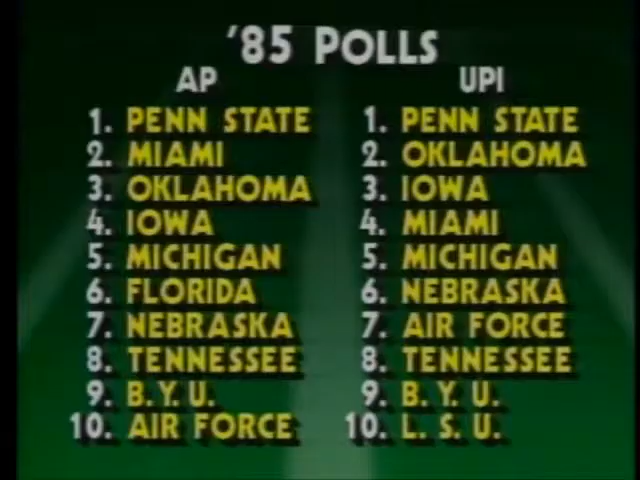 '85 POLLS
AP UPI
1. PENN STATE 1. PENN STATE
2. MIAMI 2. OKLAHOMA
3. OKLAHOMA 3. IOWA
4. IOWA 4. MIAMI
5. MICHIGAN 5. MICHIGAN
6. FLORIDA 6. NEBRASKA
7. NEBRASKA 7. AIR FORCE
8. TENNESSEE 8. TENNESSEE
9. B.Y.U. 9. B.Y.U.
10. AIR FORCE 10. L. S. U.